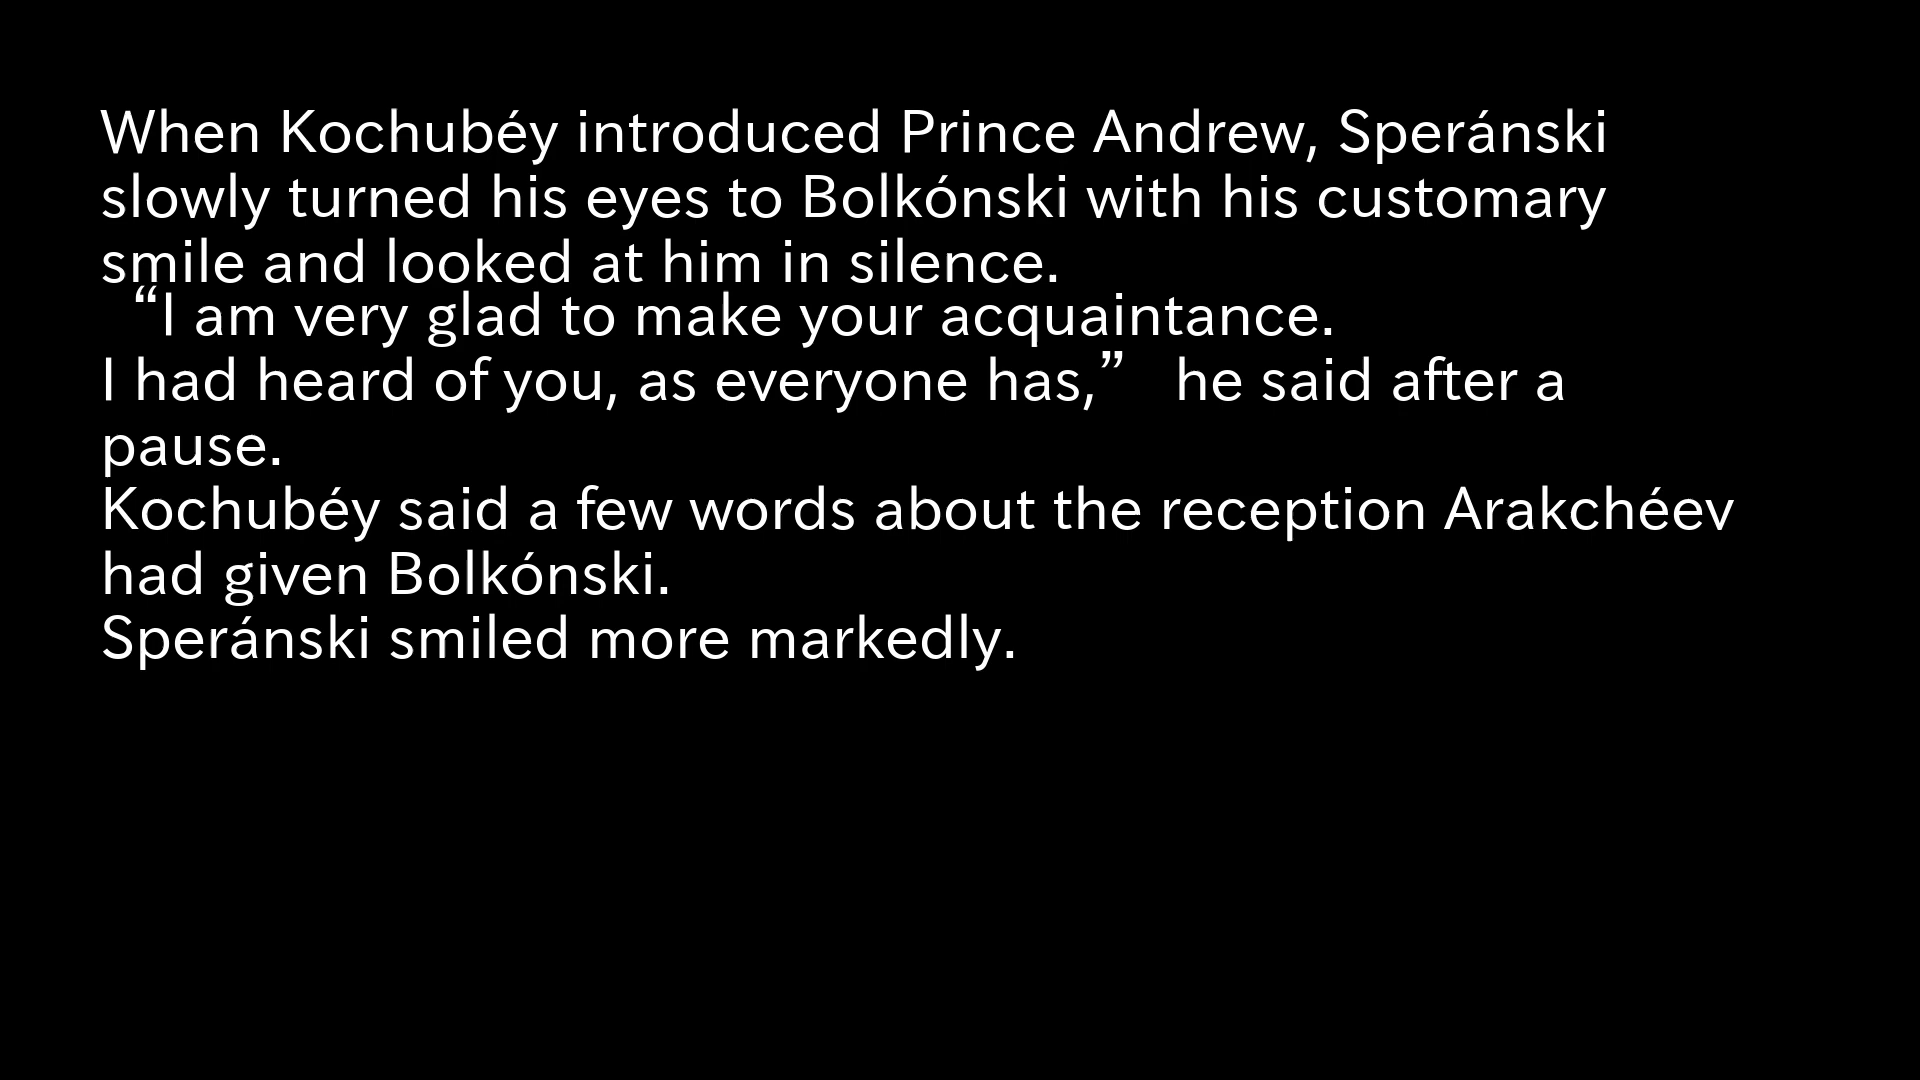 When Kochubéy introduced Prince Andrew, Speránski
slowly turned his eyes to Bolkónski with his customary
smile and looked at him in silence.
“I am very glad to make your acquaintance.
I had heard of you, as everyone has,” he said after a
pause.
Kochubéy said a few words about the reception Arakchéev
had given Bolkónski.
Speránski smiled more markedly.